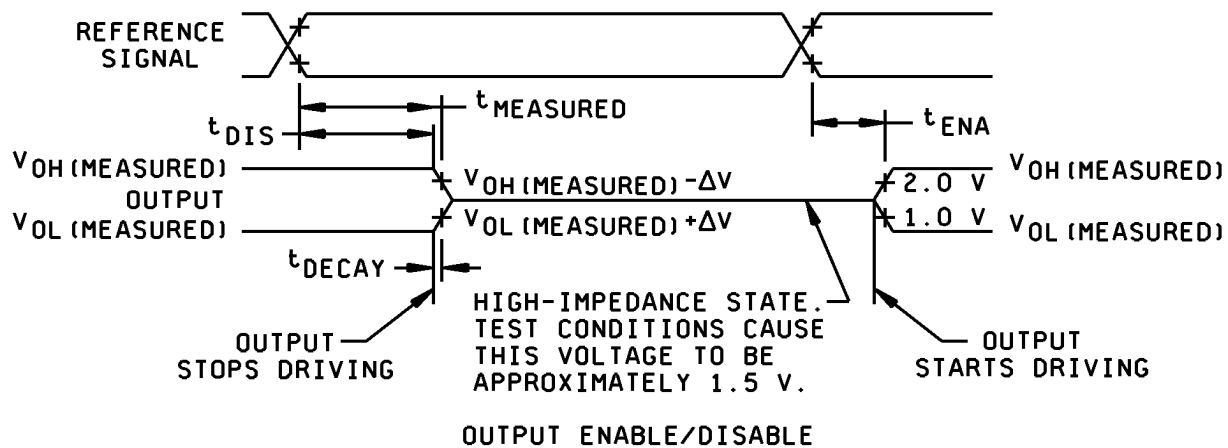 REFERENCE
SIGNAL
tMEASURED
tDIS
tENA
VOH (MEASURED)
OUTPUT
VOL (MEASURED)
VOH (MEASURED)-ΔV
VOL (MEASURED)+ΔV
2.0 V
1.0 V
VOH (MEASURED)
VOL (MEASURED)
tDECAY
OUTPUT
STOPS DRIVING
HIGH-IMPEDANCE STATE.
TEST CONDITIONS CAUSE
THIS VOLTAGE TO BE
APPROXIMATELY 1.5 V.
OUTPUT
STARTS DRIVING
OUTPUT ENABLE/DISABLE